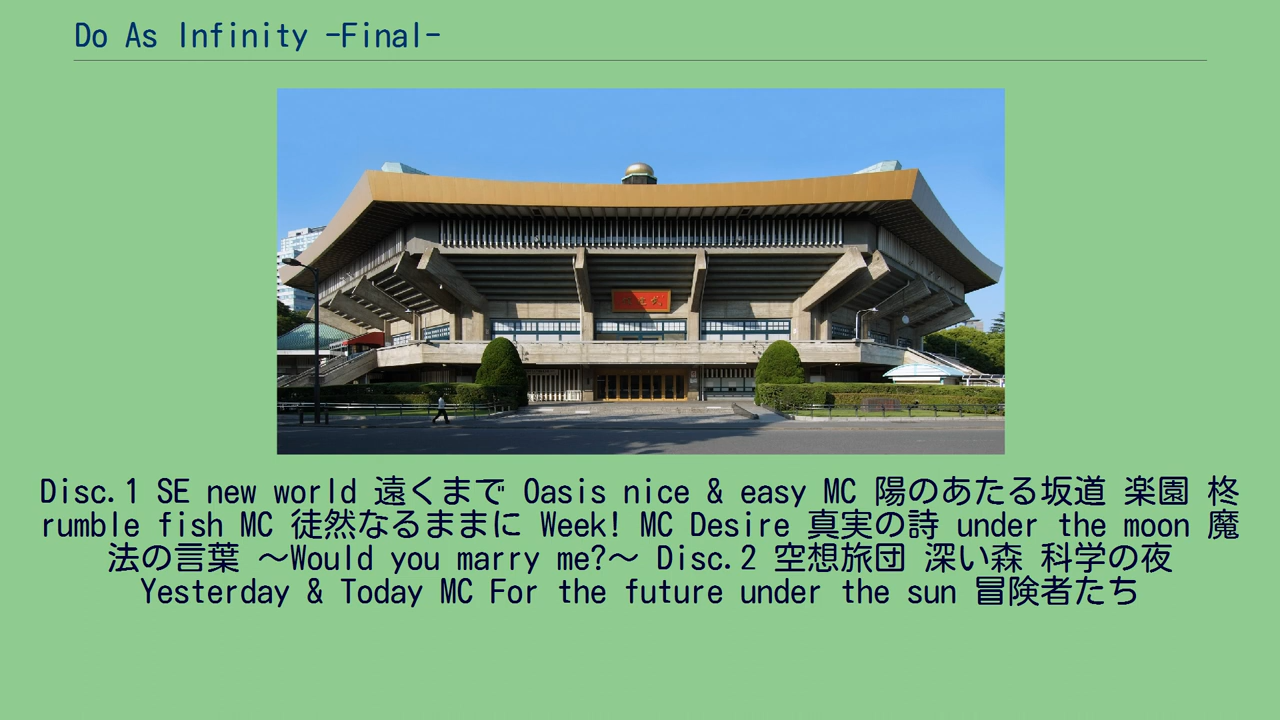 Do As Infinity -Final-
Disc.1 SE new world 遠くまで Oasis nice & easy MC 陽のあたる坂道 楽園 柊
rumble fish MC 徒然なるままに Week! MC Desire 真実の詩 under the moon 魔
法の言葉 〜Would you marry me?〜 Disc.2 空想旅団 深い森 科学の夜
Yesterday & Today MC For the future under the sun 冒険者たち